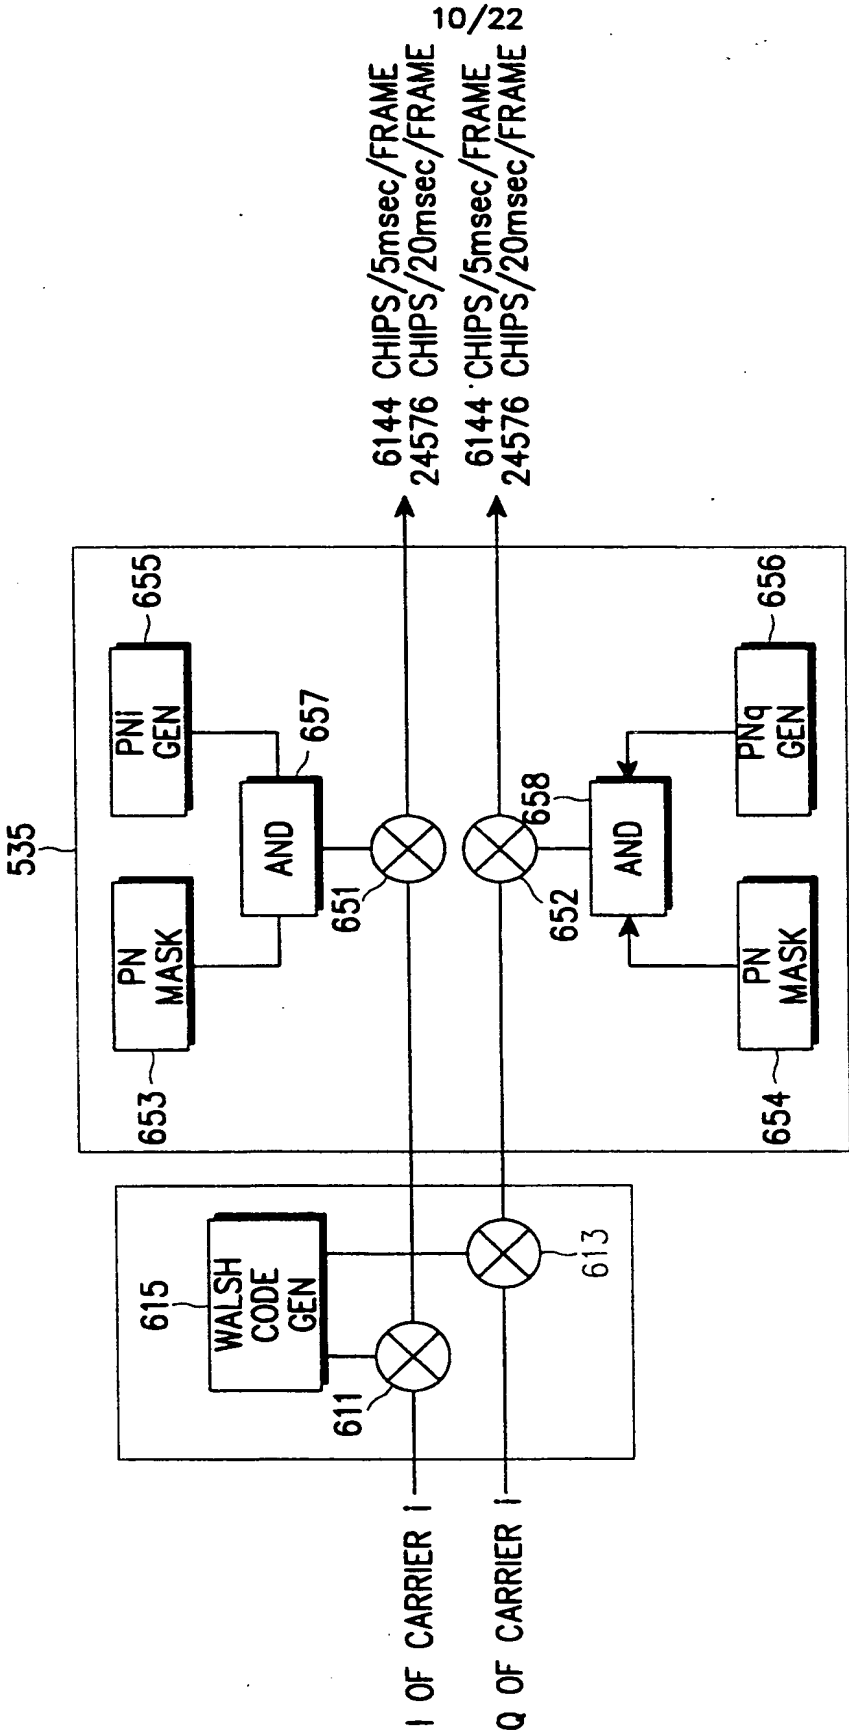 10/22
535
653
PN
MASK
PNi
GEN
655
AND
657
651
6144 CHIPS/5msec/FRAME
24576 CHIPS/20msec/FRAME
615
WALSH
CODE
GEN
611
I OF CARRIER i
Q OF CARRIER i
613
652
658
6144 CHIPS/5msec/FRAME
24576 CHIPS/20msec/FRAME
AND
654
PN
MASK
PNq
GEN
656